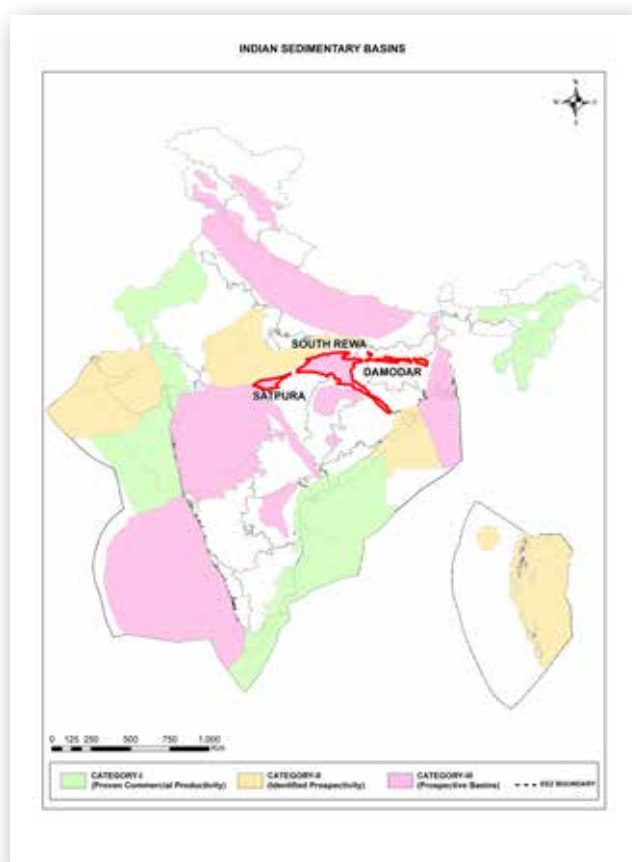 INDIAN SEDIMENTARY BASINS
N
W E
S
SOUTH REWA
DAMODAR
SATPURA
0 125 250 500 750 1,000
Km
CATEGORY-I
(Proven Commercial Productivity)
CATEGORY-II
(Identified Prospectivity)
CATEGORY-III
(Prospective Basins)
EEZ BOUNDARY